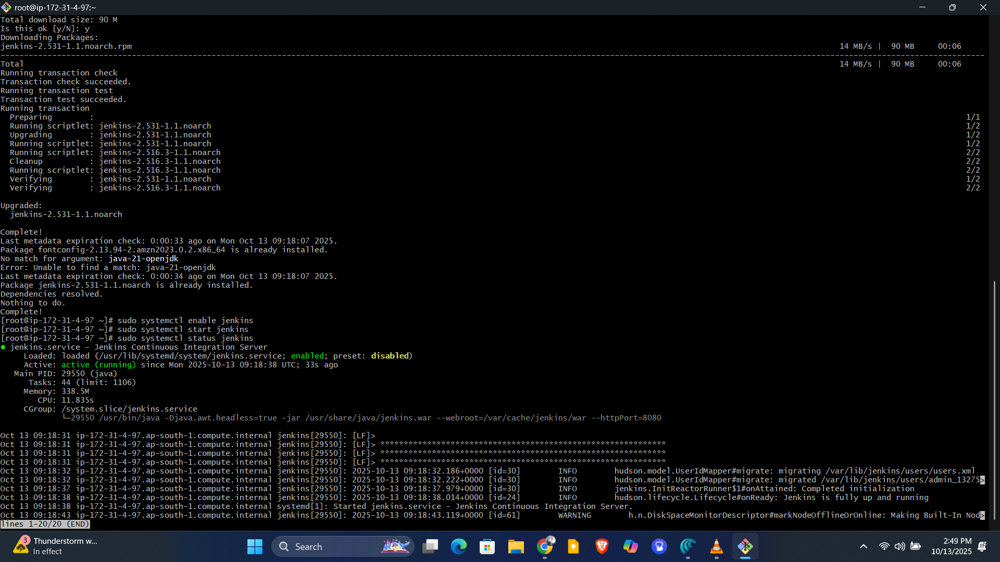 root@ip-172-31-4-97:~
Total download size: 90 M
Is this ok [y/N]: y
Downloading Packages:
jenkins-2.531-1.1.noarch.rpm 14 MB/s | 90 MB 00:06
--------------------------------------------------------------------------------
Total 14 MB/s | 90 MB 00:06
Running transaction check
Transaction check succeeded.
Running transaction test
Transaction test succeeded.
Running transaction
  Preparing        : 1/1
  Running scriptlet: jenkins-2.531-1.1.noarch 1/2
  Upgrading        : jenkins-2.531-1.1.noarch 1/2
  Running scriptlet: jenkins-2.531-1.1.noarch 1/2
  Running scriptlet: jenkins-2.516.3-1.1.noarch 2/2
  Cleanup          : jenkins-2.516.3-1.1.noarch 2/2
  Running scriptlet: jenkins-2.516.3-1.1.noarch 2/2
  Verifying        : jenkins-2.531-1.1.noarch 1/2
  Verifying        : jenkins-2.516.3-1.1.noarch 2/2
Upgraded:
  jenkins-2.531-1.1.noarch
Complete!
Last metadata expiration check: 0:00:33 ago on Mon Oct 13 09:18:07 2025.
Package fontconfig-2.13.94-2.amzn2023.0.2.x86_64 is already installed.
No match for argument: java-21-openjdk
Error: Unable to find a match: java-21-openjdk
Last metadata expiration check: 0:00:34 ago on Mon Oct 13 09:18:07 2025.
Package jenkins-2.531-1.1.noarch is already installed.
Dependencies resolved.
Nothing to do.
Complete!
[root@ip-172-31-4-97 ~]# sudo systemctl enable jenkins
[root@ip-172-31-4-97 ~]# sudo systemctl start jenkins
[root@ip-172-31-4-97 ~]# sudo systemctl status jenkins
● jenkins.service - Jenkins Continuous Integration Server
     Loaded: loaded (/usr/lib/systemd/system/jenkins.service; enabled; preset: disabled)
     Active: active (running) since Mon 2025-10-13 09:18:38 UTC; 33s ago
   Main PID: 29550 (java)
      Tasks: 44 (limit: 1106)
     Memory: 338.5M
        CPU: 11.835s
     CGroup: /system.slice/jenkins.service
             └─29550 /usr/bin/java -Djava.awt.headless=true -jar /usr/share/java/jenkins.war --webroot=/var/cache/jenkins/war --httpPort=8080
Oct 13 09:18:31 ip-172-31-4-97.ap-south-1.compute.internal jenkins[29550]: [LF]>
Oct 13 09:18:31 ip-172-31-4-97.ap-south-1.compute.internal jenkins[29550]: [LF]> *************************************************************
Oct 13 09:18:31 ip-172-31-4-97.ap-south-1.compute.internal jenkins[29550]: [LF]> *************************************************************
Oct 13 09:18:31 ip-172-31-4-97.ap-south-1.compute.internal jenkins[29550]: [LF]> *************************************************************
Oct 13 09:18:32 ip-172-31-4-97.ap-south-1.compute.internal jenkins[29550]: 2025-10-13 09:18:32.186+0000 [id=30] INFO hudson.model.UserIdMapper#migrate: migrating /var/lib/jenkins/users/users.xml
Oct 13 09:18:32 ip-172-31-4-97.ap-south-1.compute.internal jenkins[29550]: 2025-10-13 09:18:32.222+0000 [id=30] INFO hudson.model.UserIdMapper#migrate: migrated /var/lib/jenkins/users/admin_13275>
Oct 13 09:18:37 ip-172-31-4-97.ap-south-1.compute.internal jenkins[29550]: 2025-10-13 09:18:37.979+0000 [id=30] INFO jenkins.InitReactorRunner$1#onAttained: Completed initialization
Oct 13 09:18:38 ip-172-31-4-97.ap-south-1.compute.internal jenkins[29550]: 2025-10-13 09:18:38.014+0000 [id=24] INFO hudson.lifecycle.Lifecycle#onReady: Jenkins is fully up and running
Oct 13 09:18:38 ip-172-31-4-97.ap-south-1.compute.internal systemd[1]: Started jenkins.service - Jenkins Continuous Integration Server.
Oct 13 09:18:43 ip-172-31-4-97.ap-south-1.compute.internal jenkins[29550]: 2025-10-13 09:18:43.119+0000 [id=61] WARNING h.n.DiskSpaceMonitorDescriptor#markNodeOfflineOrOnline: Making Built-In Nod>
lines 1-20/20 (END)
3
Thunderstorm w...
In effect
Search
2:49 PM
10/13/2025